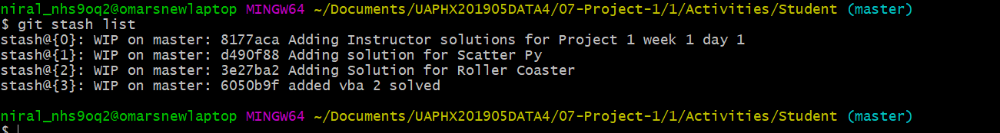 niral_nhs9oq2@omarsnewlaptop MINGW64 ~/Documents/UAPHX201905DATA4/07-Project-1/1/Activities/Student (master)
$ git stash list
stash@{0}: WIP on master: 8177aca Adding Instructor solutions for Project 1 week 1 day 1
stash@{1}: WIP on master: d490f88 Adding solution for Scatter Py
stash@{2}: WIP on master: 3e27ba2 Adding Solution for Roller Coaster
stash@{3}: WIP on master: 6050b9f added vba 2 solved
niral_nhs9oq2@omarsnewlaptop MINGW64 ~/Documents/UAPHX201905DATA4/07-Project-1/1/Activities/Student (master)
$